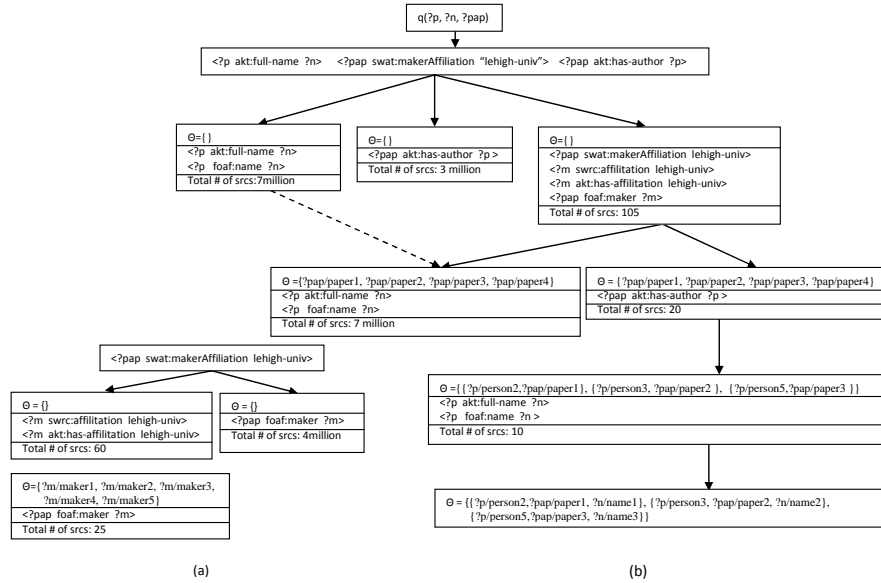 q(?p, ?n, ?pap)
<?p akt:full-name ?n> <?pap swat:makerAffiliation “lehigh-univ”> <?pap akt:has-author ?p>
Θ={}
<?p akt:full-name ?n>
<?p foaf:name ?n>
Total # of srcs:7million
Θ={}
<?pap akt:has-author ?p >
Total # of srcs: 3 million
Θ={}
<?pap swat:makerAffiliation lehigh-univ>
<?m swrc:affilitation lehigh-univ>
<?m akt:has-affilitation lehigh-univ>
<?pap foaf:maker ?m>
Total # of srcs: 105
Θ ={?pap/paper1, ?pap/paper2, ?pap/paper3, ?pap/paper4}
<?p akt:full-name ?n>
<?p foaf:name ?n>
Total # of srcs: 7 million
Θ = {?pap/paper1, ?pap/paper2, ?pap/paper3, ?pap/paper4}
<?pap akt:has-author ?p >
Total # of srcs: 20
<?pap swat:makerAffiliation lehigh-univ>
Θ = {}
<?m swrc:affilitation lehigh-univ>
<?m akt:has-affilitation lehigh-univ>
Total # of srcs: 60
Θ = {}
<?pap foaf:maker ?m>
Total # of srcs: 4million
Θ={?m/maker1, ?m/maker2, ?m/maker3,
?m/maker4, ?m/maker5}
<?pap foaf:maker ?m>
Total # of srcs: 25
Θ ={{?p/person2,?pap/paper1}, {?p/person3, ?pap/paper2 }, {?p/person5,?pap/paper3 }}
<?p akt:full-name ?n>
<?p foaf:name ?n >
Total # of srcs: 10
Θ = {{?p/person2,?pap/paper1, ?n/name1}, {?p/person3, ?pap/paper2, ?n/name2},
{?p/person5,?pap/paper3, ?n/name3}}
(a)
(b)